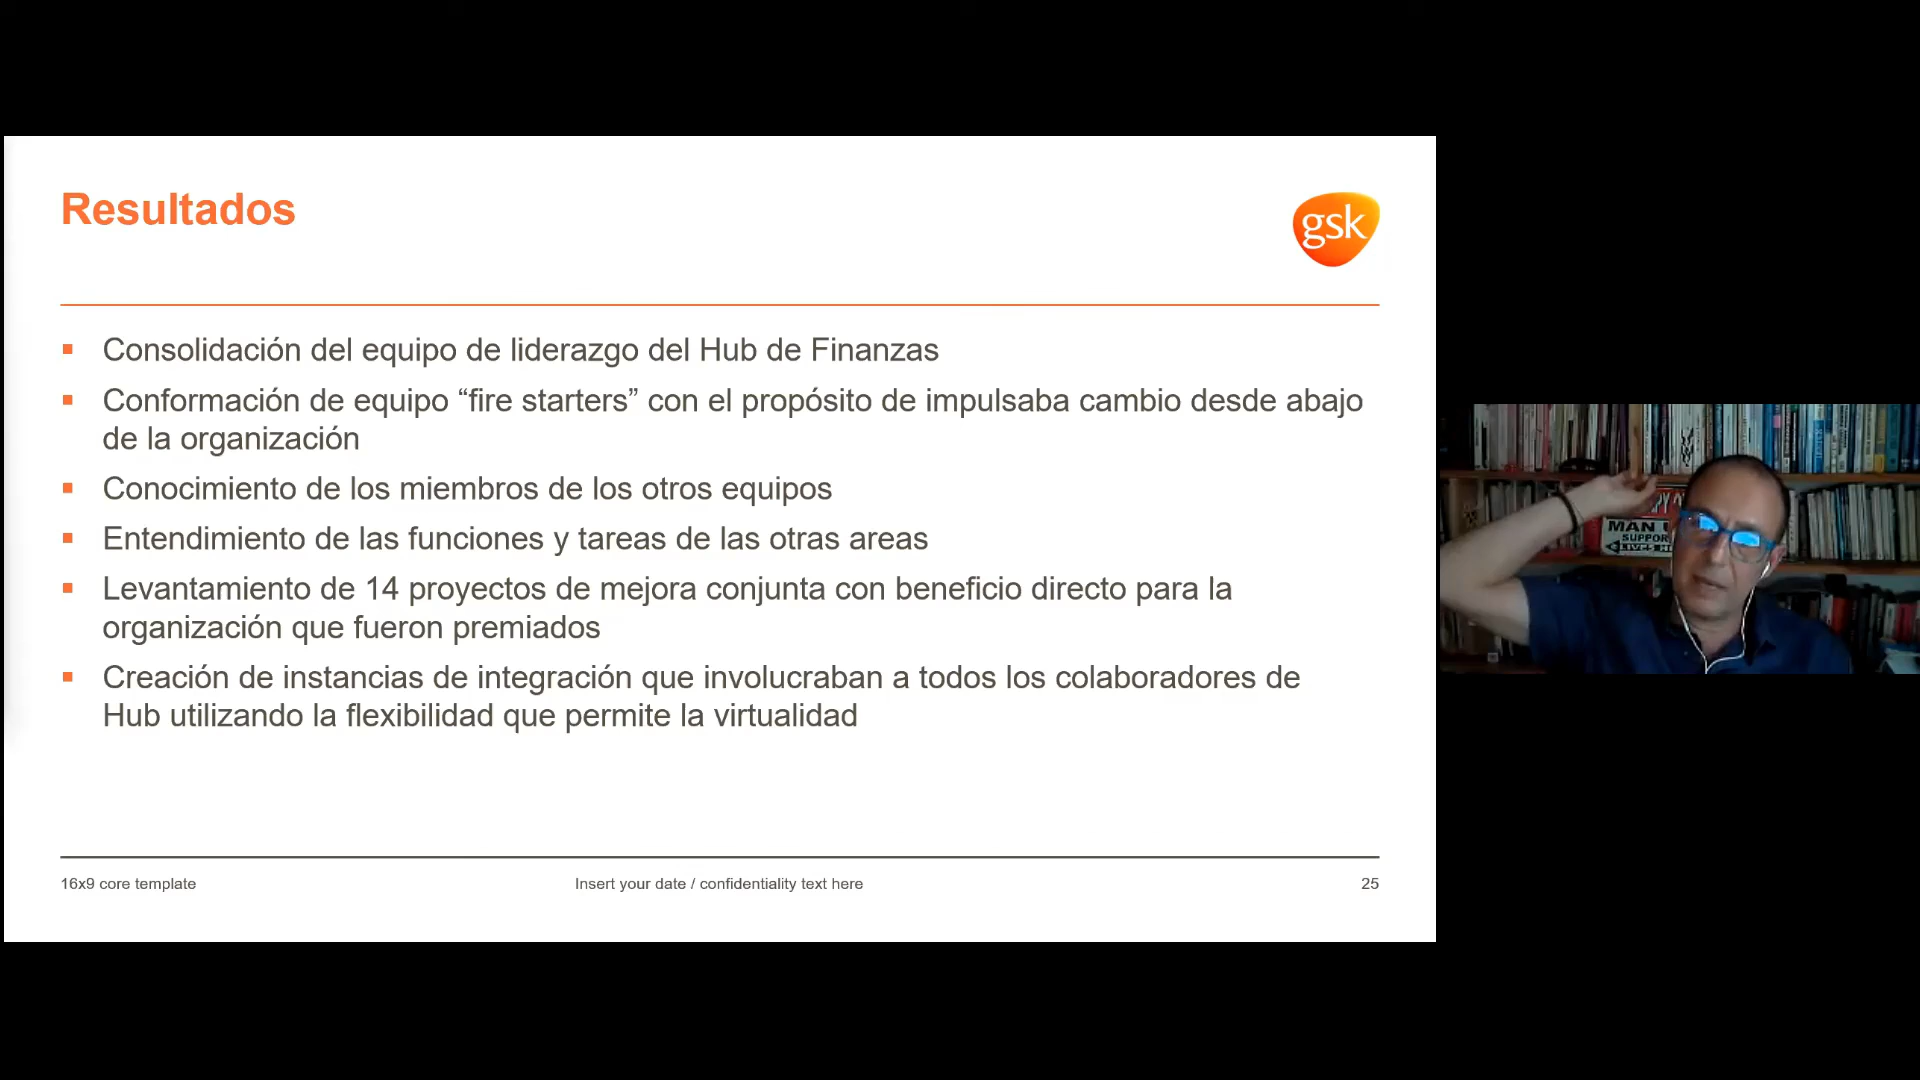 Resultados
gsk
Consolidación del equipo de liderazgo del Hub de Finanzas
Conformación de equipo “fire starters” con el propósito de impulsaba cambio desde abajo
de la organización
Conocimiento de los miembros de los otros equipos
Entendimiento de las funciones y tareas de las otras areas
Levantamiento de 14 proyectos de mejora conjunta con beneficio directo para la
organización que fueron premiados
Creación de instancias de integración que involucraban a todos los colaboradores de
Hub utilizando la flexibilidad que permite la virtualidad
16x9 core template
Insert your date / confidentiality text here
25
MAN